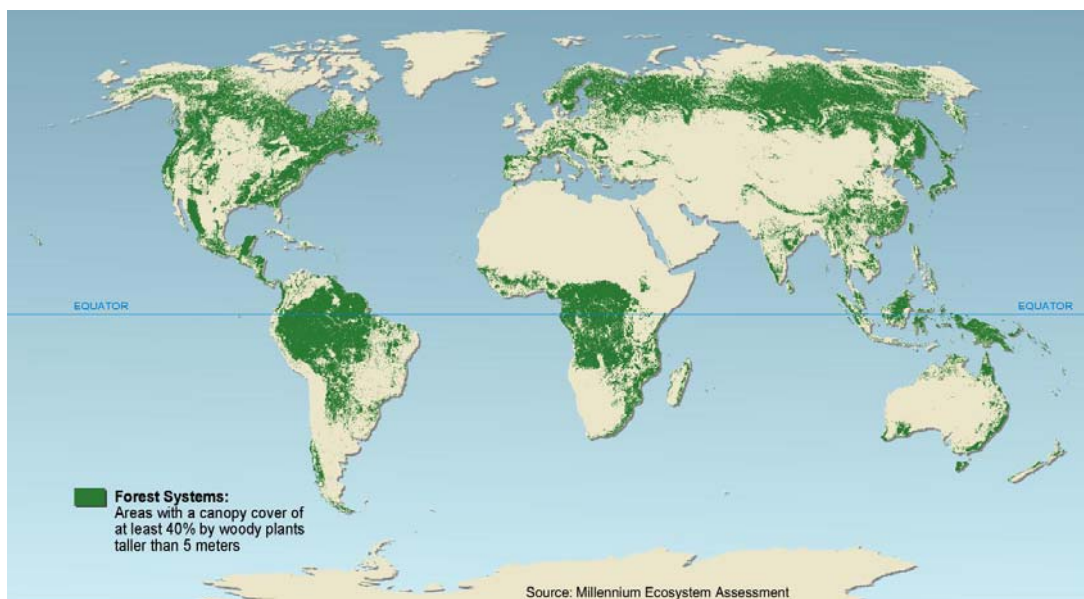 EQUATOR
EQUATOR
Forest Systems:
Areas with a canopy cover of
at least 40% by woody plants
taller than 5 meters
Source: Millennium Ecosystem Assessment